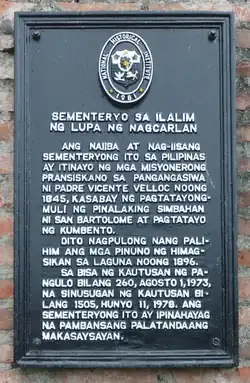 NATIONAL HISTORICAL INSTITUTE
1981
SEMENTERYO SA ILALIM
NG LUPA NG NAGCARLAN
ANG NAIIBA AT NAG-IISANG
SEMENTERYONG ITO SA PILIPINAS
AY ITINAYO NG MGA MISYONERONG
PRANSISKANO SA PANGANGASIWA
NI PADRE VICENTE VELLOC NOONG
1845, KASABAY NG PAGTATAYONG-
MULI NG PINALAKING SIMBAHAN
NI SAN BARTOLOME AT PAGTATAYO
NG KUMBENTO.
DITO NAGPULONG NANG PALI-
HIM ANG MGA PINUNO NG HIMAG-
SIKAN SA LAGUNA NOONG 1896.
SA BISA NG KAUTUSAN NG PA-
NGULO BILANG 260, AGOSTO 1, 1973,
NA SINUSUGAN NG KAUTUSAN BI-
LANG 1505, HUNYO 11, 1978. ANG
SEMENTERYONG ITO AY IPINAHAYAG
NA PAMBANSANG PALATANDAANG
MAKASAYSAYAN.